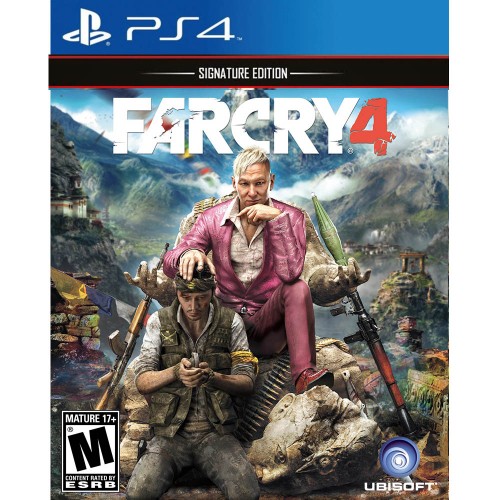 PS4
SIGNATURE EDITION
FARCRY4
MATURE 17+
M
CONTENT RATED BY
ESRB
UBISOFT